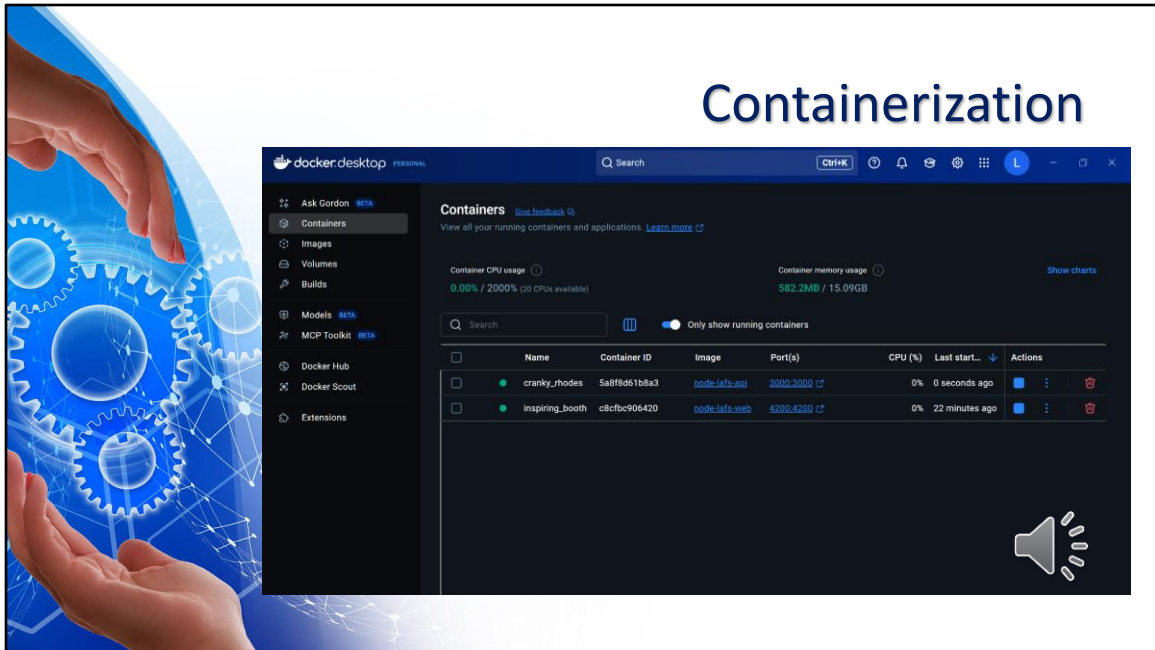 Containerization
docker desktop PERSONAL
Search
Ctrl+K
L
Ask Gordon BETA
Containers
Images
Volumes
Builds
Models BETA
MCP Toolkit BETA
Docker Hub
Docker Scout
Extensions
Containers Give feedback
View all your running containers and applications. Learn more
Container CPU usage
0.00% / 2000% (20 CPUs available)
Container memory usage
582.2MB / 15.09GB
Show charts
Search
Only show running containers
Name Container ID Image Port(s) CPU (%) Last start... Actions
cranky_rhodes 5a8f8d61b8a3 node-lafs-api 3000:3000 0% 0 seconds ago
inspiring_booth c8cfbc906420 node-lafs-web 4200:4200 0% 22 minutes ago